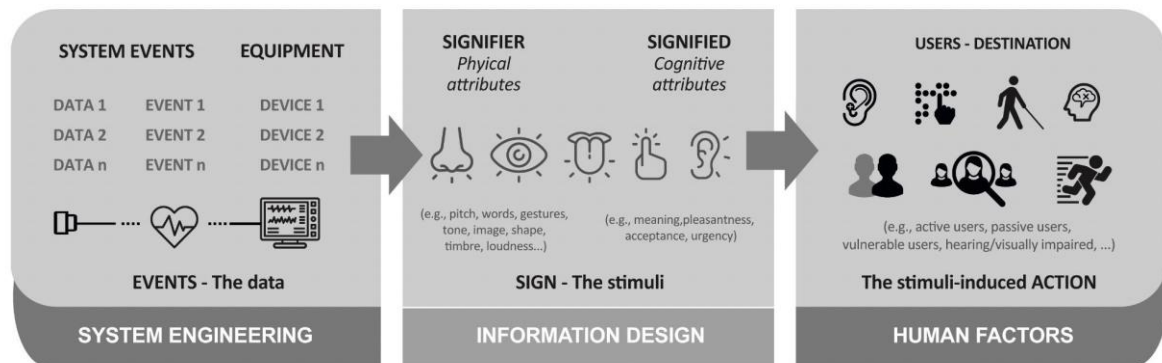 SYSTEM EVENTS
EQUIPMENT
DATA 1
EVENT 1
DEVICE 1
DATA 2
EVENT 2
DEVICE 2
DATA n
EVENT n
DEVICE n
EVENTS - The data
SYSTEM ENGINEERING
SIGNIFIER
Phyical
attributes
SIGNIFIED
Cognitive
attributes
(e.g., pitch, words, gestures,
tone, image, shape,
timbre, loudness...)
(e.g., meaning,pleasantness,
acceptance, urgency)
SIGN - The stimuli
INFORMATION DESIGN
USERS - DESTINATION
(e.g., active users, passive users,
vulnerable users, hearing/visually impaired, ...)
The stimuli-induced ACTION
HUMAN FACTORS